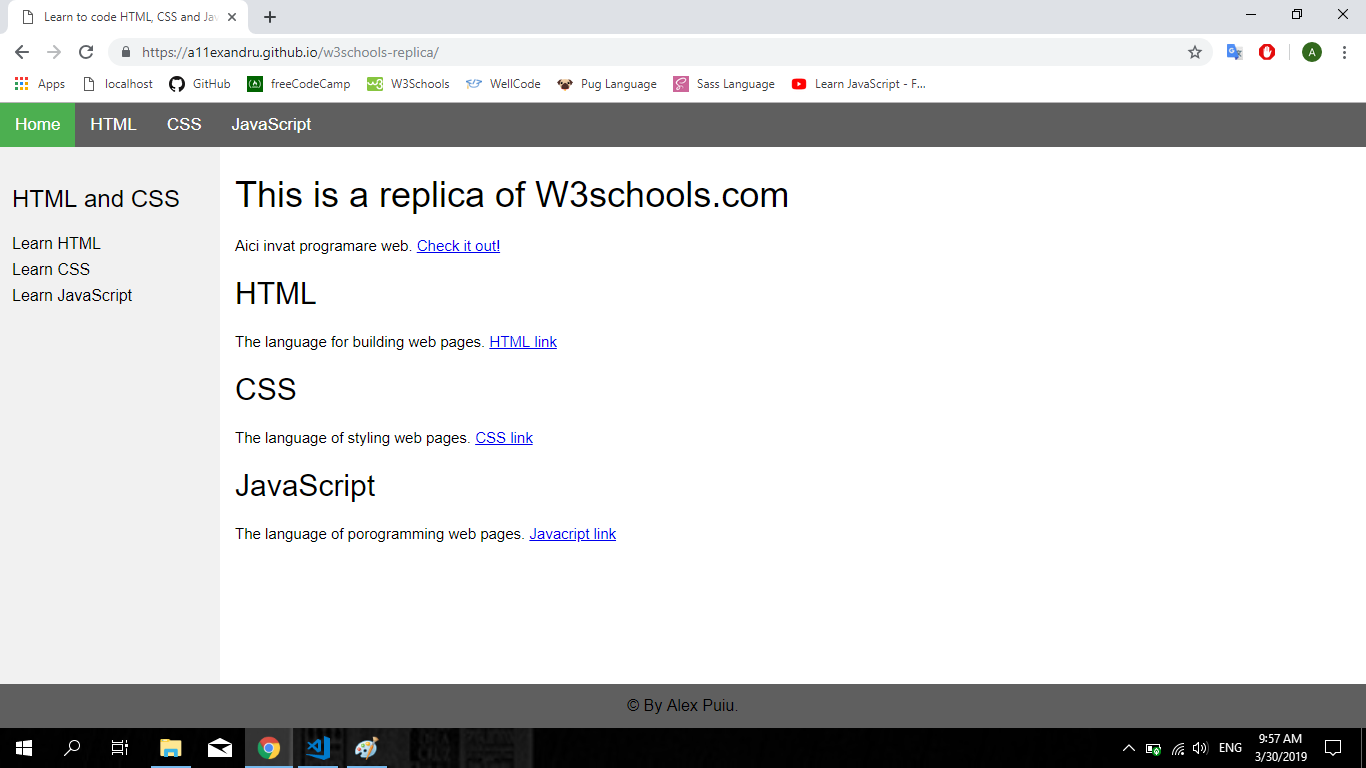 Learn to code HTML, CSS and Jav
https://a11exandru.github.io/w3schools-replica/
A
Apps localhost GitHub freeCodeCamp W3Schools WellCode Pug Language Sass Language Learn JavaScript - F...
Home HTML CSS JavaScript
HTML and CSS
Learn HTML
Learn CSS
Learn JavaScript
This is a replica of W3schools.com
Aici invat programare web. Check it out!
HTML
The language for building web pages. HTML link
CSS
The language of styling web pages. CSS link
JavaScript
The language of porogramming web pages. Javacript link
© By Alex Puiu.
ENG
9:57 AM
3/30/2019